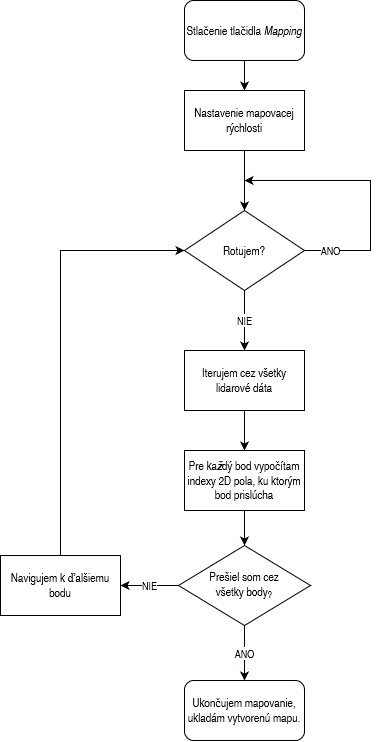 Stlačenie tlačidla Mapping
Nastavenie mapovacej
rýchlosti
Rotujem?
ANO
NIE
Iterujem cez všetky
lidarové dáta
Pre každý bod vypočítam
indexy 2D pola, ku ktorým
bod prislúcha
Prešiel som cez
všetky body?
NIE
Navigujem k ďalšiemu
bodu
ANO
Ukončujem mapovanie,
ukladám vytvorenú mapu.